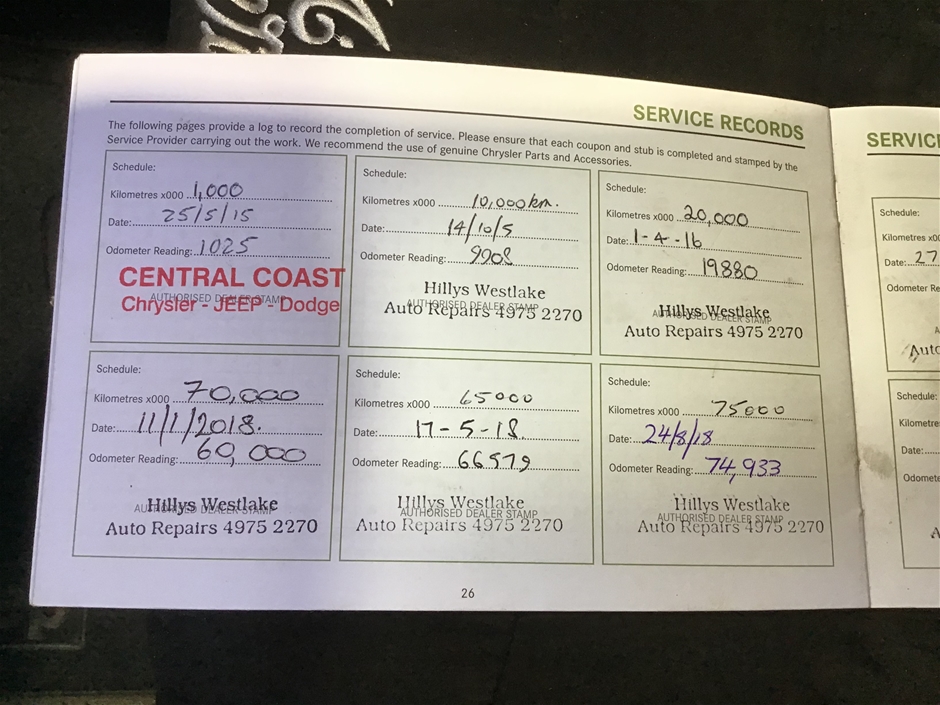 SERVICE RECORDS
The following pages provide a log to record the completion of service. Please ensure that each coupon and stub is completed and stamped by the
Service Provider carrying out the work. We recommend the use of genuine Chrysler Parts and Accessories.
Schedule:
Kilometres x000 1,000
Date: 25/5/15
Odometer Reading: 1025
CENTRAL COAST
AUTHORISED DEALER STAMP
Chrysler - JEEP - Dodge
Schedule:
Kilometres x000 10,000km.
Date: 14/10/5
Odometer Reading: 9908
Hillys Westlake
AUTHORISED DEALER STAMP
Auto Repairs 4975 2270
Schedule:
Kilometres x000 20,000
Date: 1-4-16
Odometer Reading: 19880
Hillys Westlake
AUTHORISED DEALER STAMP
Auto Repairs 4975 2270
Schedule:
Kilometres x000 70,000
Date: 11/1/2018.
Odometer Reading: 60,000
Hillys Westlake
AUTHORISED DEALER STAMP
Auto Repairs 4975 2270
Schedule:
Kilometres x000 65000
Date: 17-5-18
Odometer Reading: 66579
Hillys Westlake
AUTHORISED DEALER STAMP
Auto Repairs 4975 2270
Schedule:
Kilometres x000 75000
Date: 24/8/18
Odometer Reading: 74,933
Hillys Westlake
AUTHORISED DEALER STAMP
Auto Repairs 4975 2270
26
SERVIC
Schedule:
Kilometres x00
Date: 27
Odometer Re
Auto
Schedule:
Kilometre
Date:
Odomete